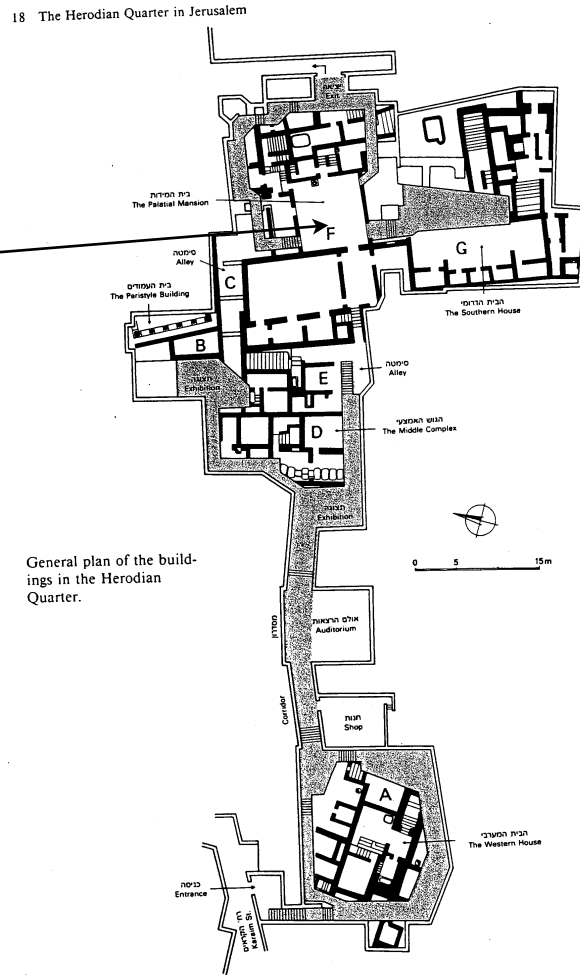 18 The Herodian Quarter in Jerusalem
יציאה
Exit
בית המידות
The Palatial Mansion
F
סימטה
Alley
G
C
בית העמודים
The Peristyle Building
הבית הדרומי
The Southern House
B
סימטה
Alley
E
תצוגה
Exhibition
הגוש האמצעי
The Middle Complex
D
תצוגה
Exhibition
General plan of the build-
ings in the Herodian
Quarter.
0 5 15m
אולם הרצאות
Auditorium
מסדרון
Corridor
חנות
Shop
A
הבית המערבי
The Western House
כניסה
Entrance
רח' הקראים
Karaim St.